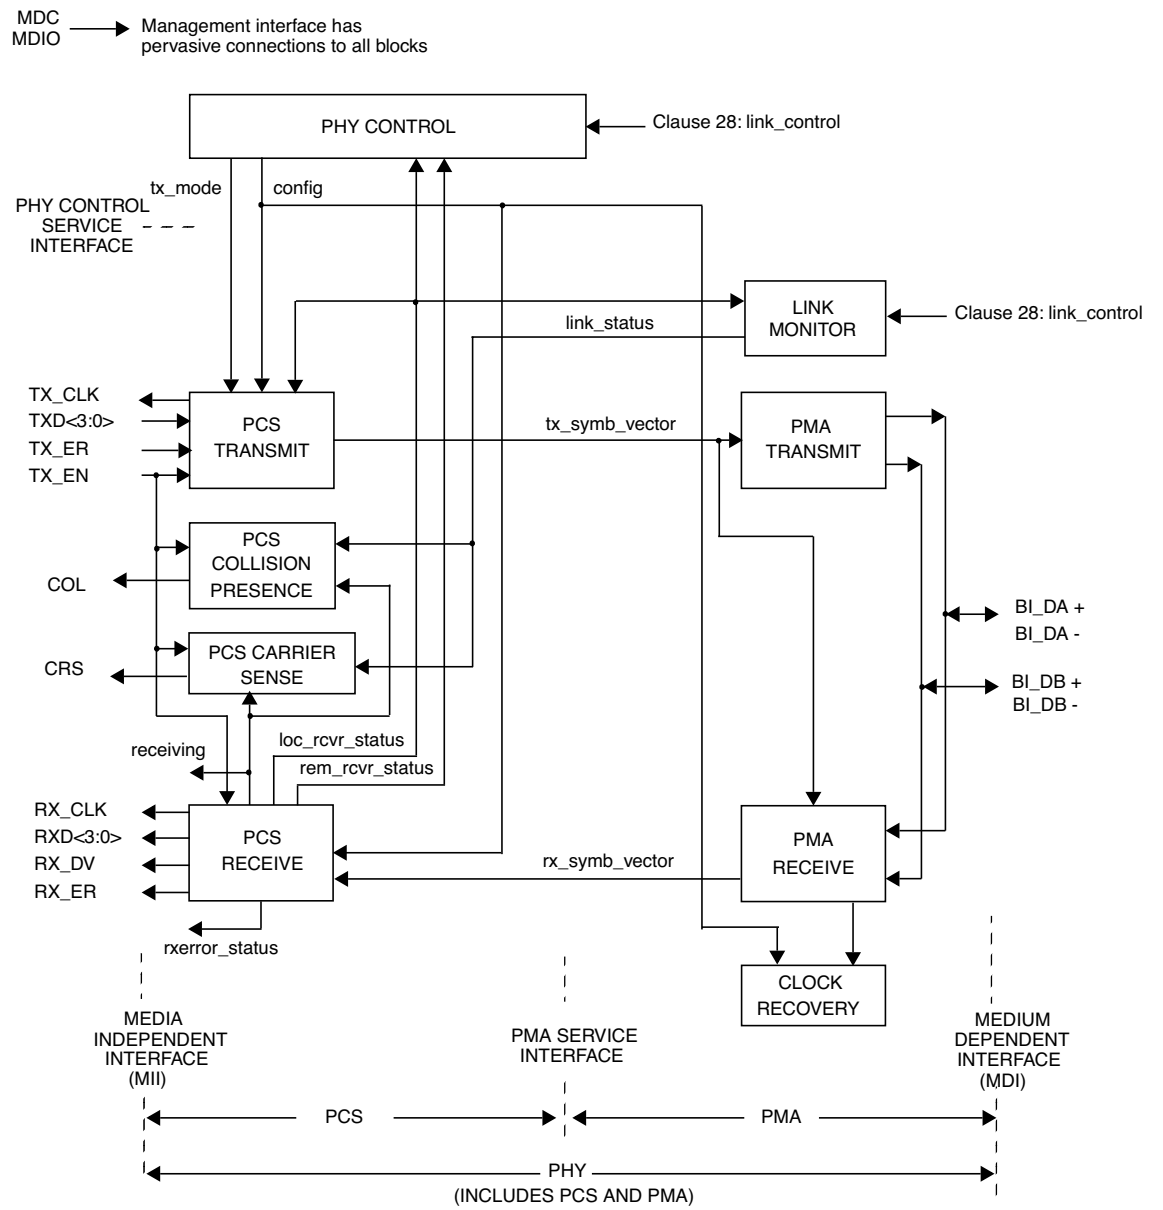 MDC
MDIO
Management interface has
pervasive connections to all blocks
PHY CONTROL
Clause 28: link_control
tx_mode
config
PHY CONTROL
SERVICE
INTERFACE
LINK
MONITOR
Clause 28: link_control
link_status
TX_CLK
TXD<3:0>
TX_ER
TX_EN
PCS
TRANSMIT
tx_symb_vector
PMA
TRANSMIT
PCS
COLLISION
PRESENCE
COL
BI_DA +
BI_DA -
PCS CARRIER
SENSE
CRS
BI_DB +
BI_DB -
receiving
loc_rcvr_status
rem_rcvr_status
RX_CLK
RXD<3:0>
RX_DV
RX_ER
PCS
RECEIVE
rx_symb_vector
PMA
RECEIVE
rxerror_status
CLOCK
RECOVERY
MEDIA
INDEPENDENT
INTERFACE
(MII)
PMA SERVICE
INTERFACE
MEDIUM
DEPENDENT
INTERFACE
(MDI)
PCS
PMA
PHY
(INCLUDES PCS AND PMA)